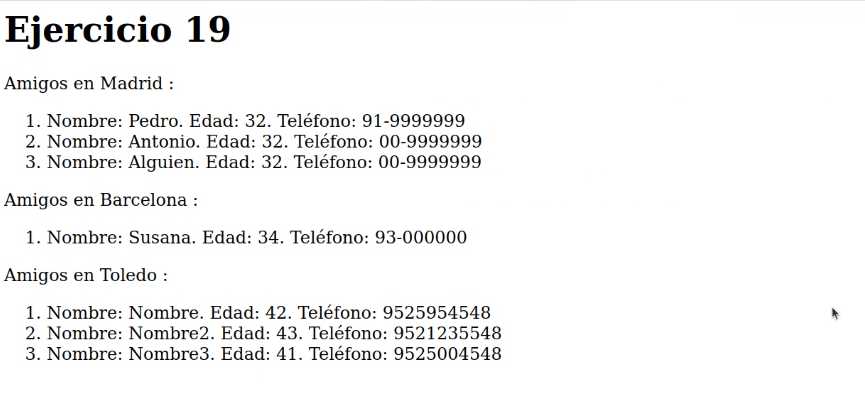 Ejercicio 19
Amigos en Madrid :
1. Nombre: Pedro. Edad: 32. Teléfono: 91-9999999
2. Nombre: Antonio. Edad: 32. Teléfono: 00-9999999
3. Nombre: Alguien. Edad: 32. Teléfono: 00-9999999
Amigos en Barcelona :
1. Nombre: Susana. Edad: 34. Teléfono: 93-000000
Amigos en Toledo :
1. Nombre: Nombre. Edad: 42. Teléfono: 9525954548
2. Nombre: Nombre2. Edad: 43. Teléfono: 9521235548
3. Nombre: Nombre3. Edad: 41. Teléfono: 9525004548